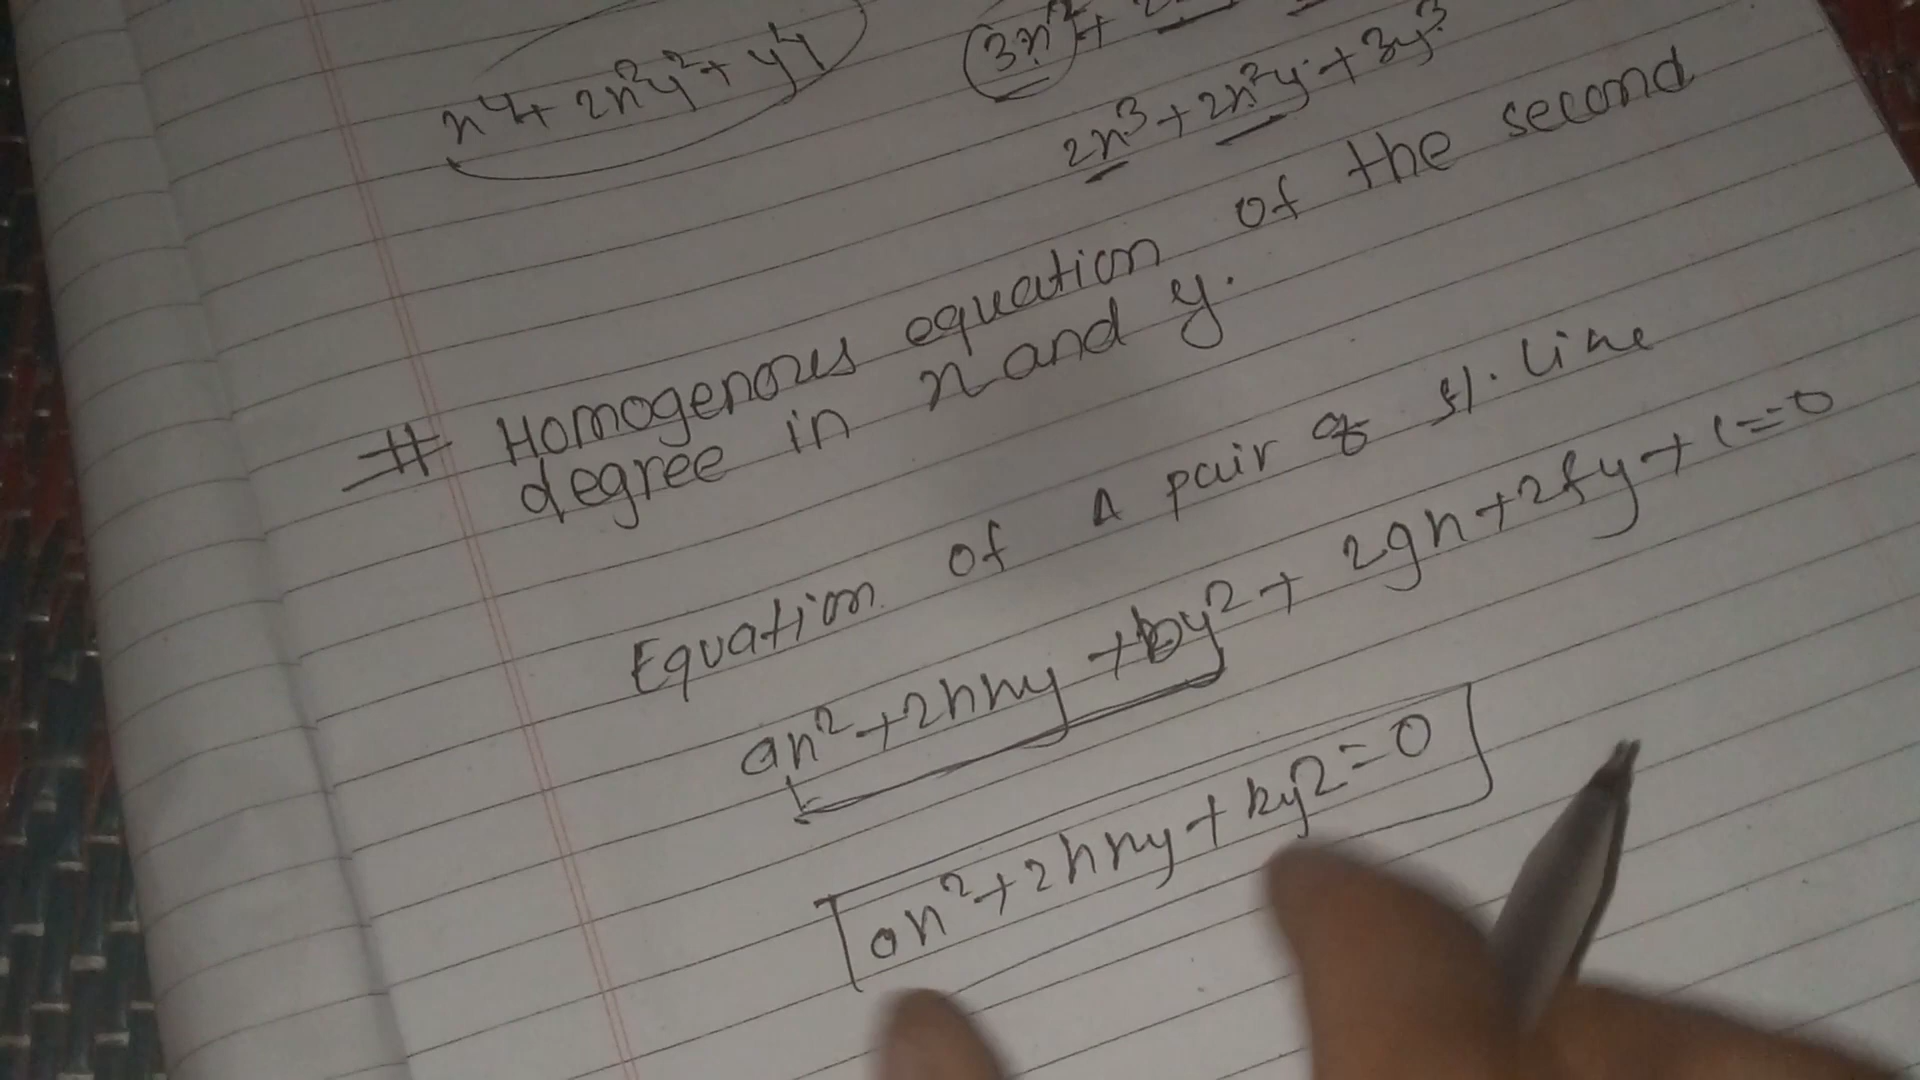 x⁴ + 2x²y² + y⁴
3x² +
2x³ + 2x²y + 3y³
# Homogenous equation of the second
degree in x and y.
Equation of A pair of st. line
ax² + 2hxy + by² + 2gx + 2fy + c = 0
ax² + 2hxy + by² = 0